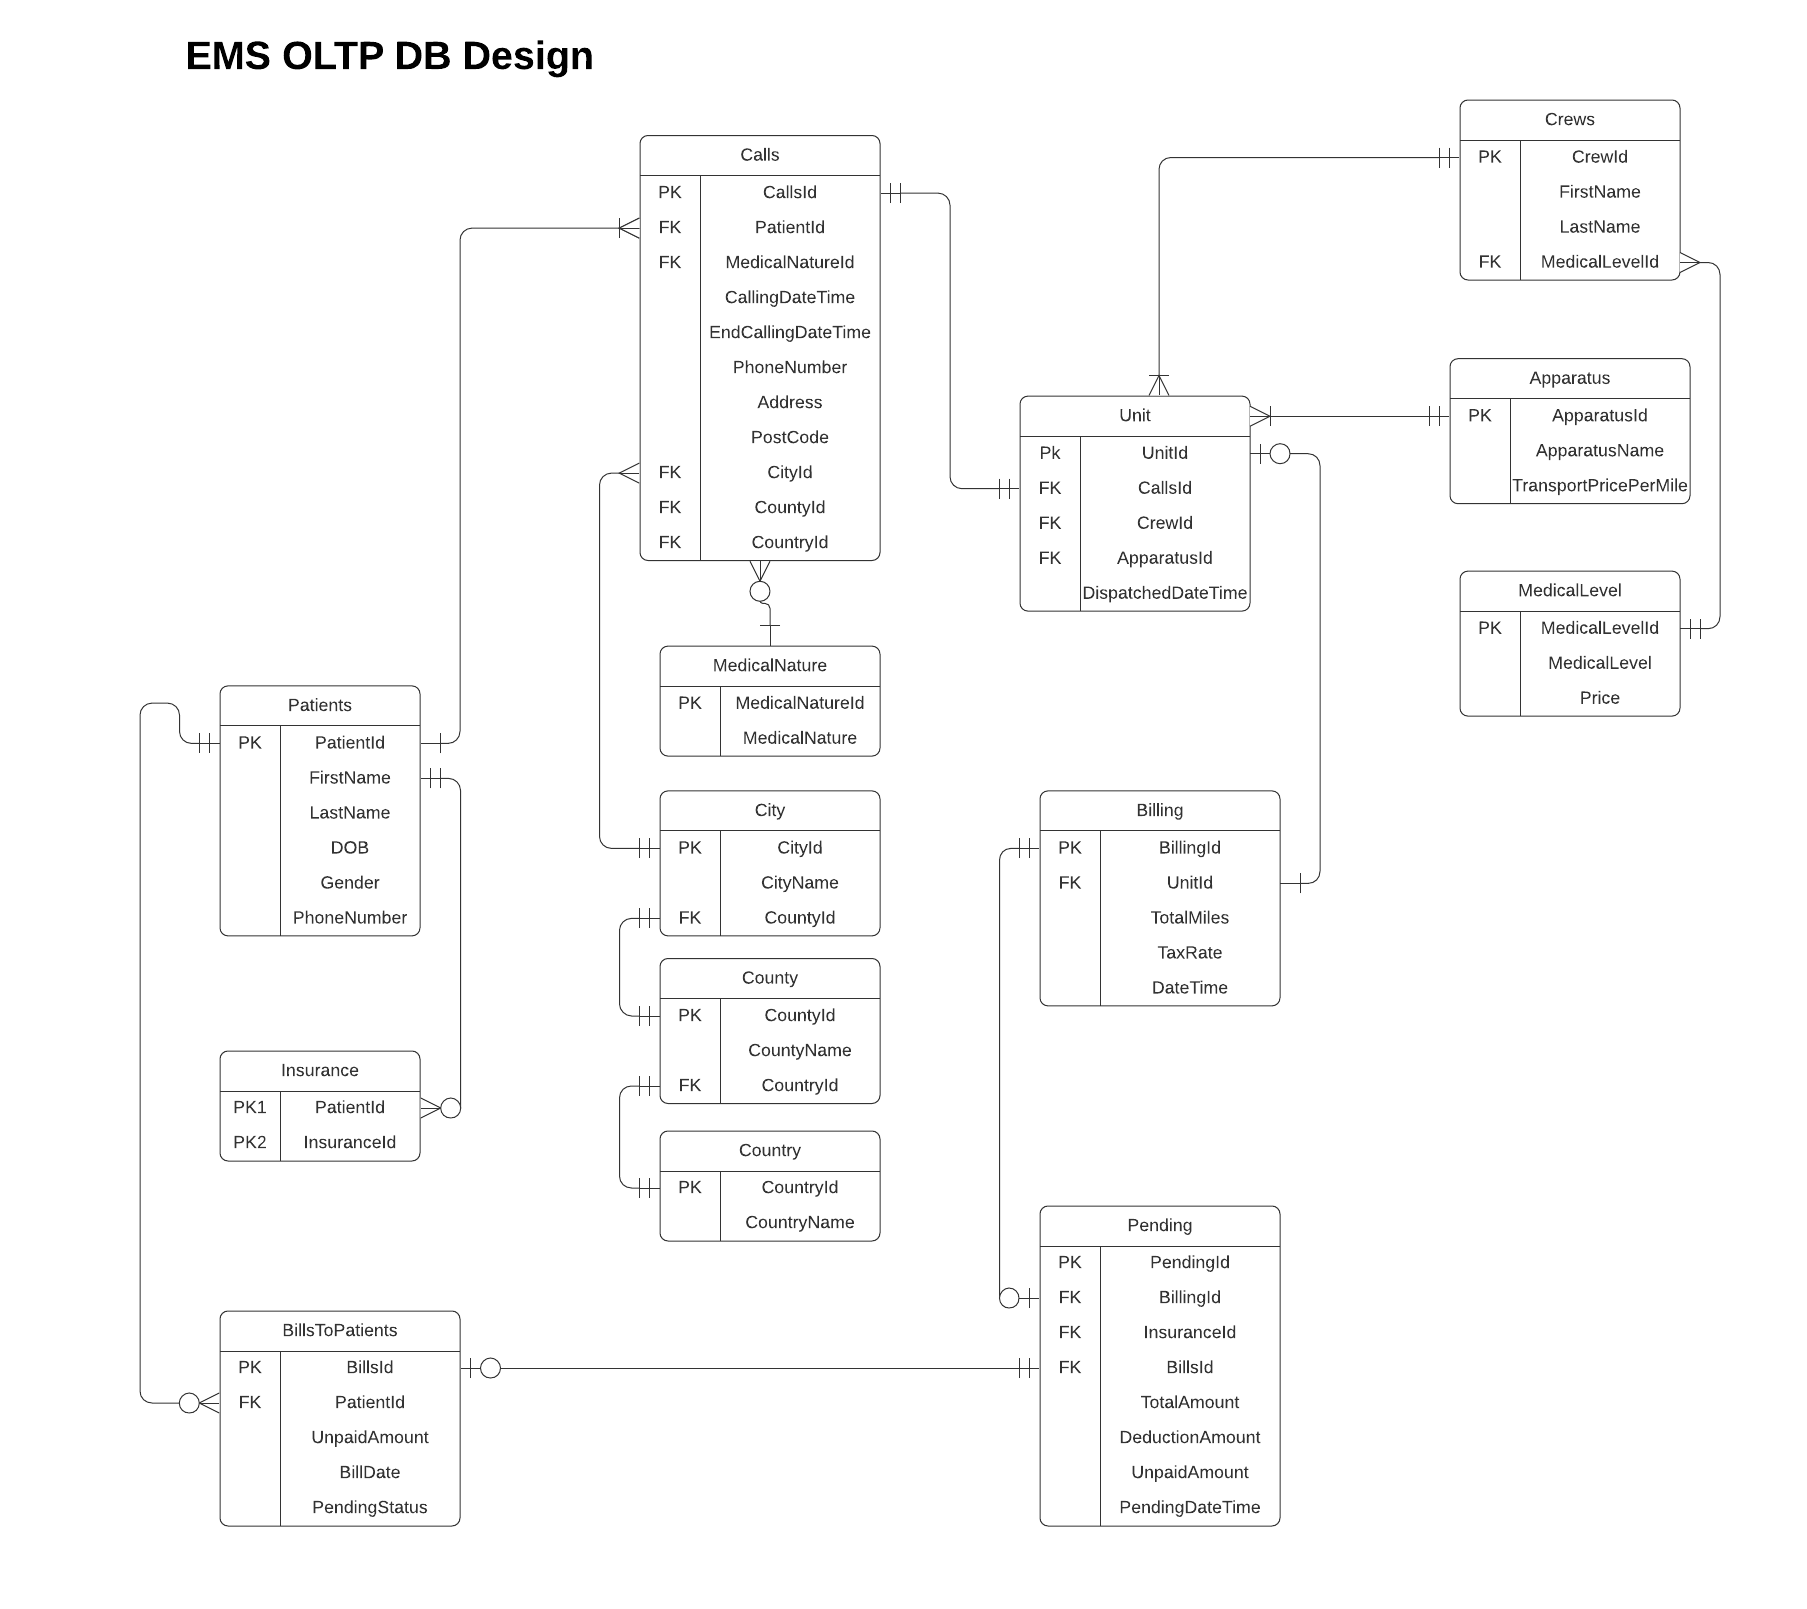 EMS OLTP DB Design
Calls
PK CallsId
FK PatientId
FK MedicalNatureId
CallingDateTime
EndCallingDateTime
PhoneNumber
Address
PostCode
FK CityId
FK CountyId
FK CountryId
Crews
PK CrewId
FirstName
LastName
FK MedicalLevelId
Unit
Pk UnitId
FK CallsId
FK CrewId
FK ApparatusId
DispatchedDateTime
Apparatus
PK ApparatusId
ApparatusName
TransportPricePerMile
MedicalLevel
PK MedicalLevelId
MedicalLevel
Price
MedicalNature
PK MedicalNatureId
MedicalNature
Patients
PK PatientId
FirstName
LastName
DOB
Gender
PhoneNumber
City
PK CityId
CityName
FK CountyId
Billing
PK BillingId
FK UnitId
TotalMiles
TaxRate
DateTime
County
PK CountyId
CountyName
FK CountryId
Insurance
PK1 PatientId
PK2 InsuranceId
Country
PK CountryId
CountryName
Pending
PK PendingId
FK BillingId
FK InsuranceId
FK BillsId
TotalAmount
DeductionAmount
UnpaidAmount
PendingDateTime
BillsToPatients
PK BillsId
FK PatientId
UnpaidAmount
BillDate
PendingStatus